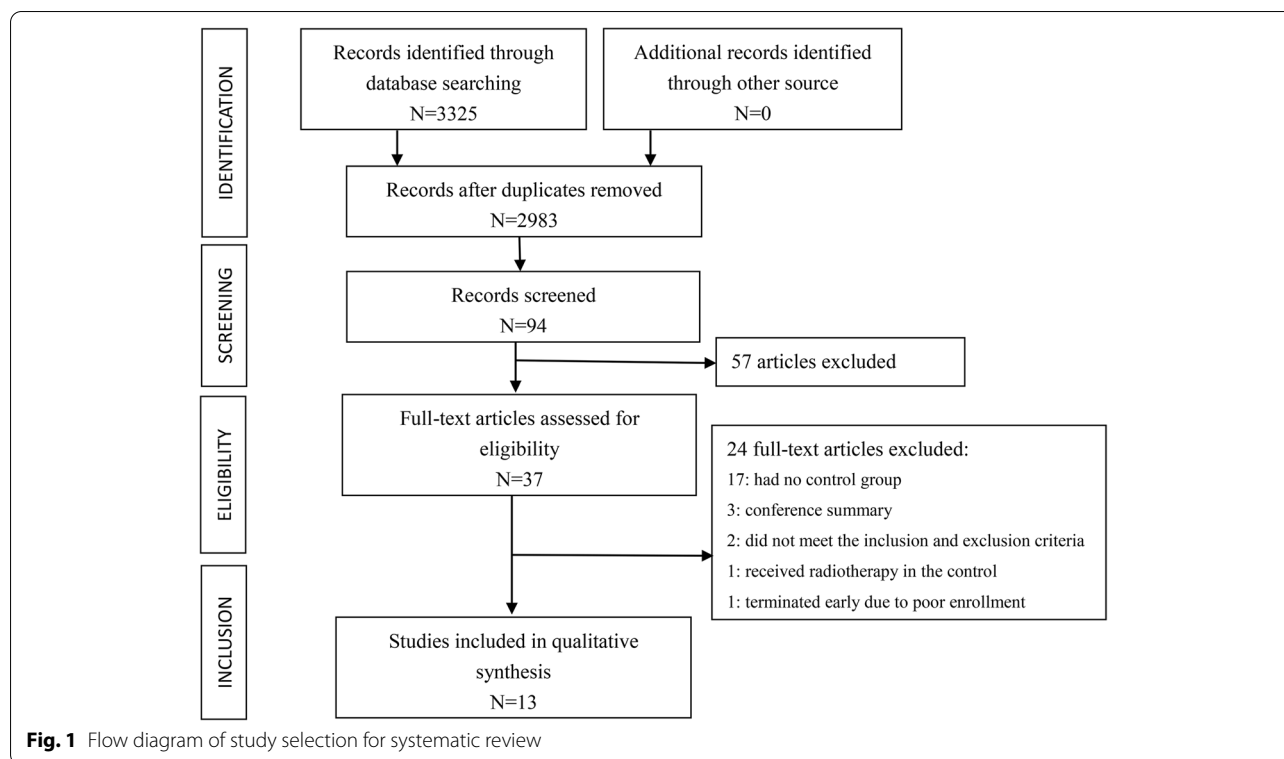 IDENTIFICATION
Records identified through
database searching
N=3325
Additional records identified
through other source
N=0
Records after duplicates removed
N=2983
SCREENING
Records screened
N=94
57 articles excluded
ELIGIBILITY
Full-text articles assessed for
eligibility
N=37
24 full-text articles excluded:
17: had no control group
3: conference summary
2: did not meet the inclusion and exclusion criteria
1: received radiotherapy in the control
1: terminated early due to poor enrollment
INCLUSION
Studies included in qualitative
synthesis
N=13
Fig. 1 Flow diagram of study selection for systematic review